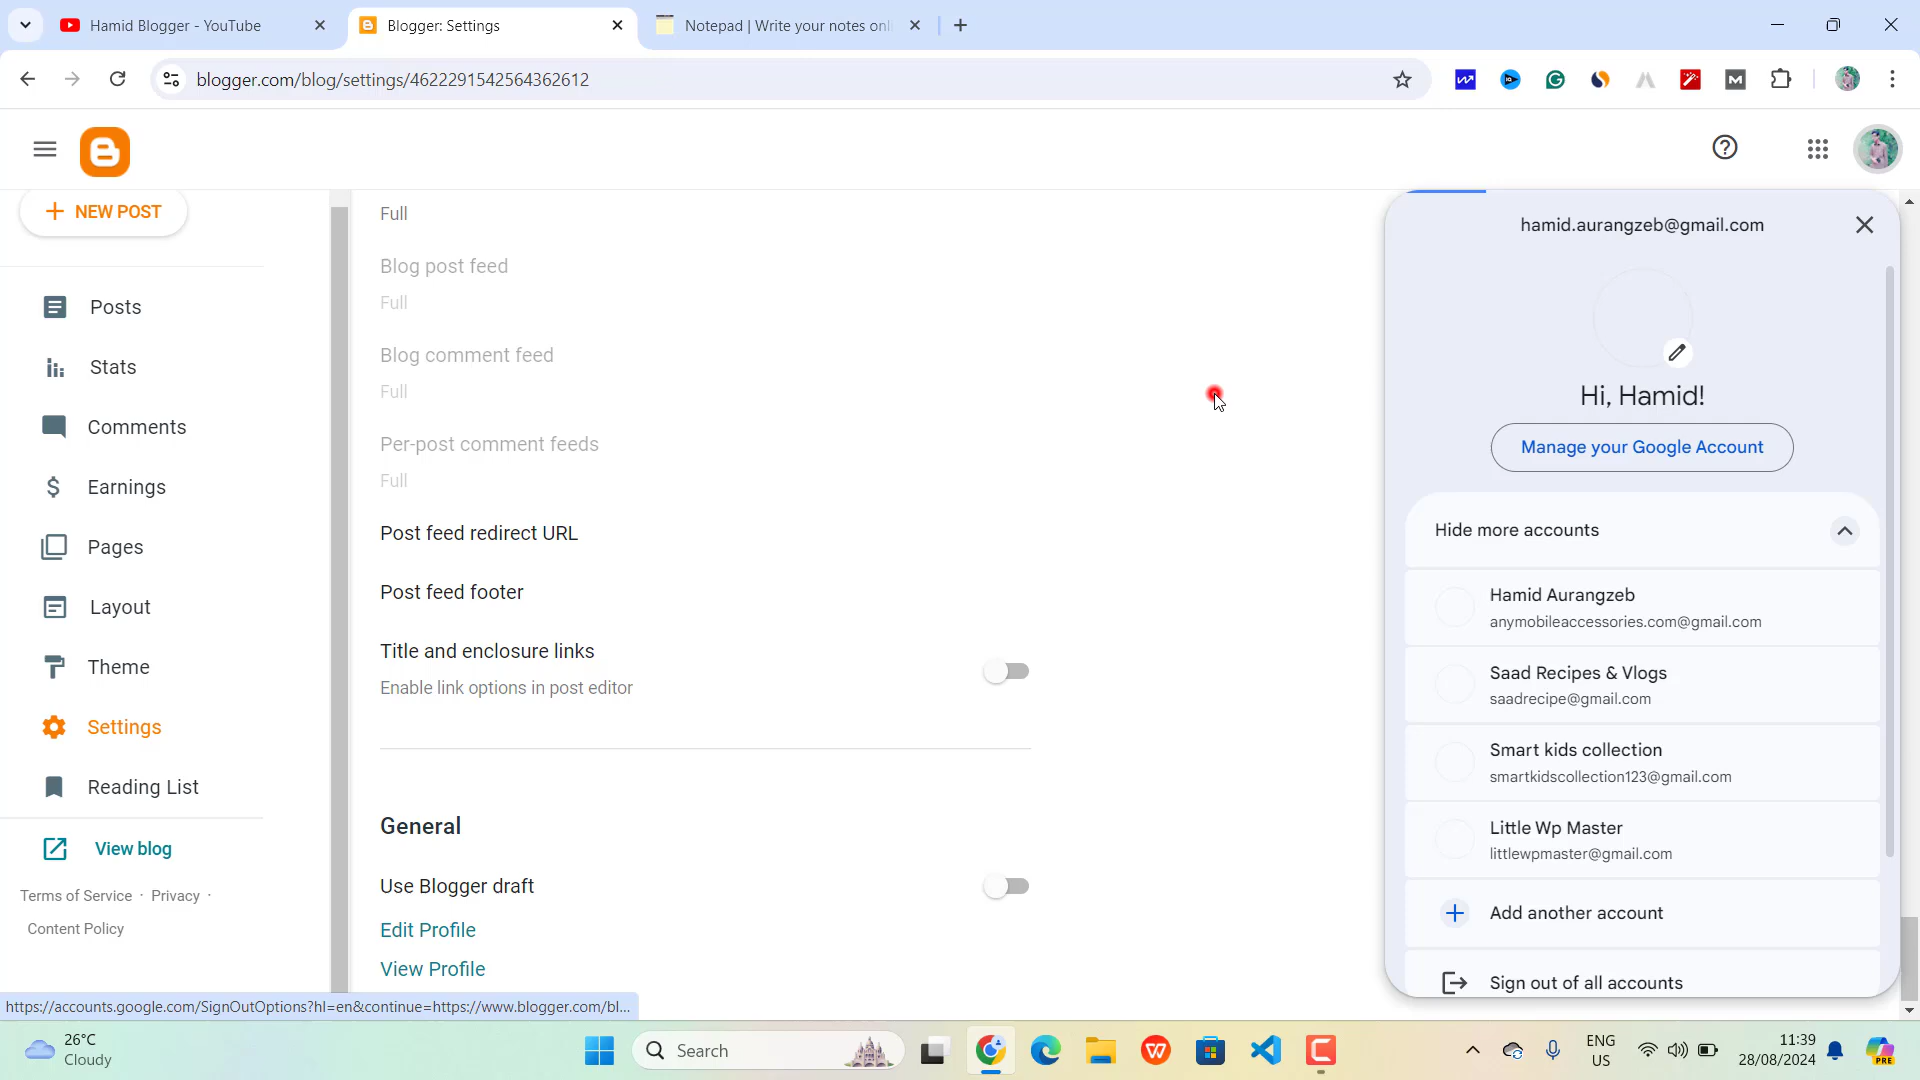 Hamid Blogger - YouTube
Blogger: Settings
Notepad | Write your notes onl
blogger.com/blog/settings/4622291542564362612
NEW POST
Posts
Stats
Comments
Earnings
Pages
Layout
Theme
Settings
Reading List
View blog
Terms of Service · Privacy ·
Content Policy
Full
Blog post feed
Full
Blog comment feed
Full
Per-post comment feeds
Full
Post feed redirect URL
Post feed footer
Title and enclosure links
Enable link options in post editor
General
Use Blogger draft
Edit Profile
View Profile
hamid.aurangzeb@gmail.com
Hi, Hamid!
Manage your Google Account
Hide more accounts
Hamid Aurangzeb
anymobileaccessories.com@gmail.com
Saad Recipes & Vlogs
saadrecipe@gmail.com
Smart kids collection
smartkidscollection123@gmail.com
Little Wp Master
littlewpmaster@gmail.com
Add another account
Sign out of all accounts
https://accounts.google.com/SignOutOptions?hl=en&continue=https://www.blogger.com/bl...
26°C
Cloudy
Search
ENG
US
11:39
28/08/2024
PRE